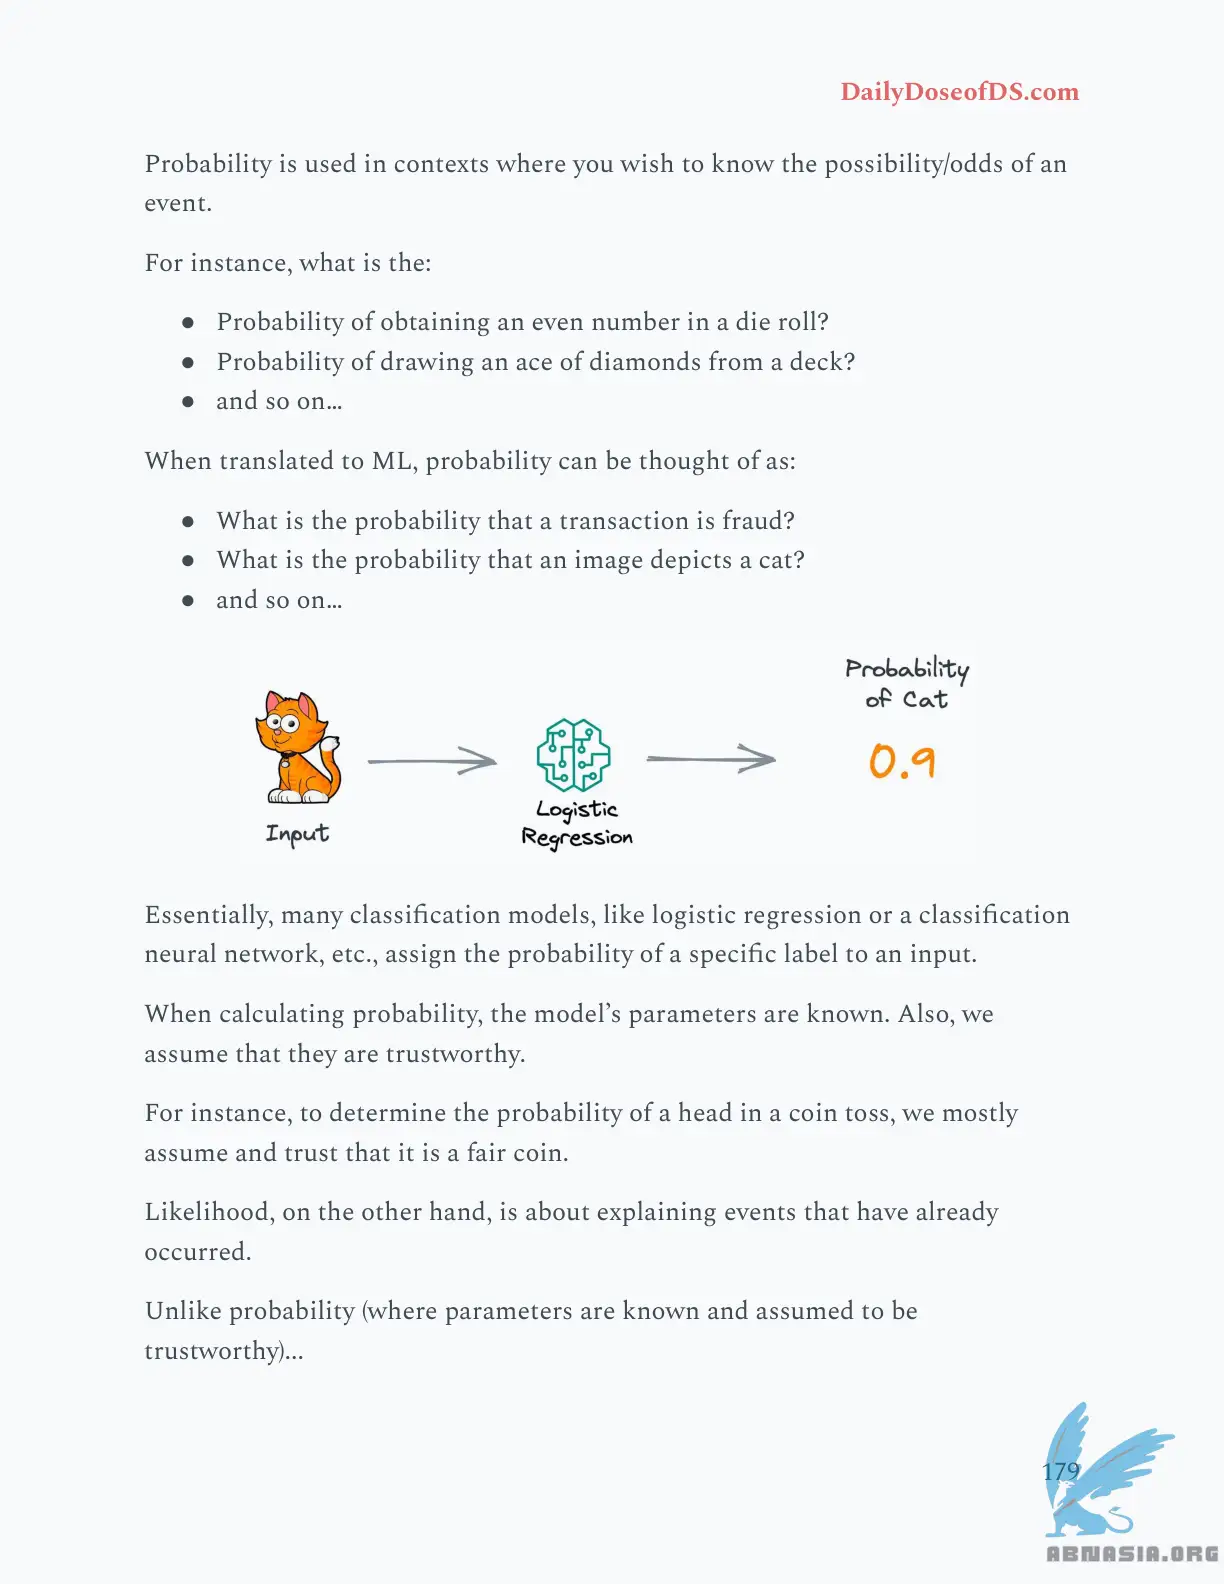 DailyDoseofDS.com
Probability is used in contexts where you wish to know the possibility/odds of an
event.
For instance, what is the:
● Probability of obtaining an even number in a die roll?
● Probability of drawing an ace of diamonds from a deck?
● and so on…
When translated to ML, probability can be thought of as:
● What is the probability that a transaction is fraud?
● What is the probability that an image depicts a cat?
● and so on…
Probability
of Cat
0.9
Logistic
Regression
Input
Essentially, many classification models, like logistic regression or a classification
neural network, etc., assign the probability of a specific label to an input.
When calculating probability, the model’s parameters are known. Also, we
assume that they are trustworthy.
For instance, to determine the probability of a head in a coin toss, we mostly
assume and trust that it is a fair coin.
Likelihood, on the other hand, is about explaining events that have already
occurred.
Unlike probability (where parameters are known and assumed to be
trustworthy)...
179
ABNASIA.ORG